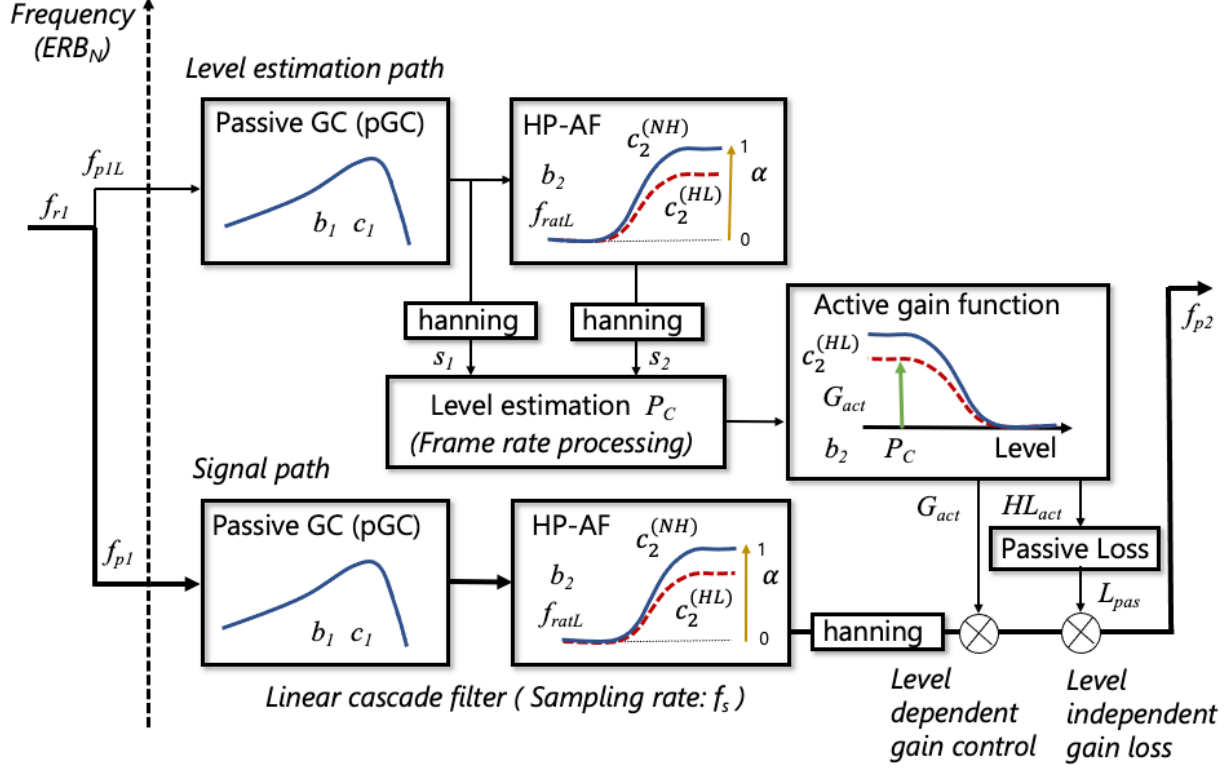 Frequency
(ERB_N)
Level estimation path
Passive GC (pGC)
b_1 c_1
HP-AF
c_2^(NH)
b_2
f_ratL
c_2^(HL)
1
α
0
f_p1L
f_r1
hanning
hanning
s_1
s_2
Level estimation P_C
(Frame rate processing)
Active gain function
c_2^(HL)
G_act
b_2
P_C
Level
f_p2
Signal path
Passive GC (pGC)
b_1 c_1
f_p1
HP-AF
c_2^(NH)
b_2
f_ratL
c_2^(HL)
1
α
0
G_act
HL_act
Passive Loss
L_pas
hanning
Linear cascade filter ( Sampling rate: f_s )
Level
dependent
gain control
Level
independent
gain loss